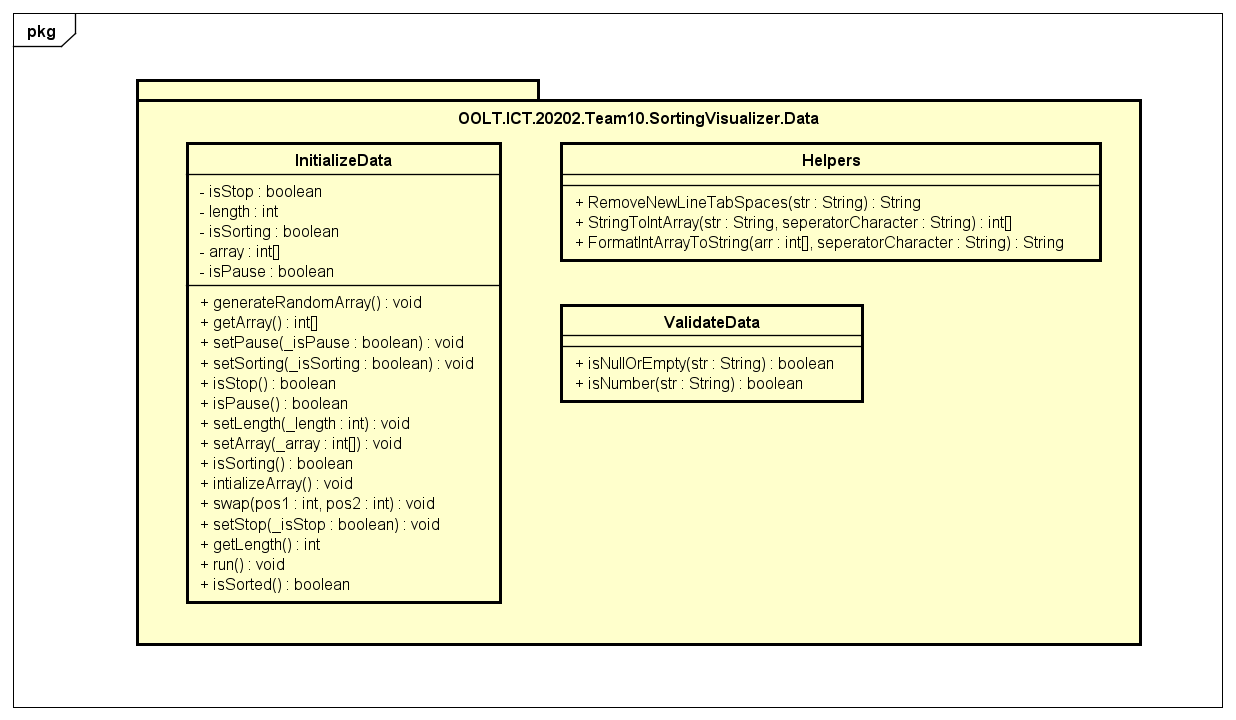 pkg
OOLT.ICT.20202.Team10.SortingVisualizer.Data
InitializeData
- isStop : boolean
- length : int
- isSorting : boolean
- array : int[]
- isPause : boolean
+ generateRandomArray() : void
+ getArray() : int[]
+ setPause(_isPause : boolean) : void
+ setSorting(_isSorting : boolean) : void
+ isStop() : boolean
+ isPause() : boolean
+ setLength(_length : int) : void
+ setArray(_array : int[]) : void
+ isSorting() : boolean
+ intializeArray() : void
+ swap(pos1 : int, pos2 : int) : void
+ setStop(_isStop : boolean) : void
+ getLength() : int
+ run() : void
+ isSorted() : boolean
Helpers
+ RemoveNewLineTabSpaces(str : String) : String
+ StringToIntArray(str : String, seperatorCharacter : String) : int[]
+ FormatIntArrayToString(arr : int[], seperatorCharacter : String) : String
ValidateData
+ isNullOrEmpty(str : String) : boolean
+ isNumber(str : String) : boolean